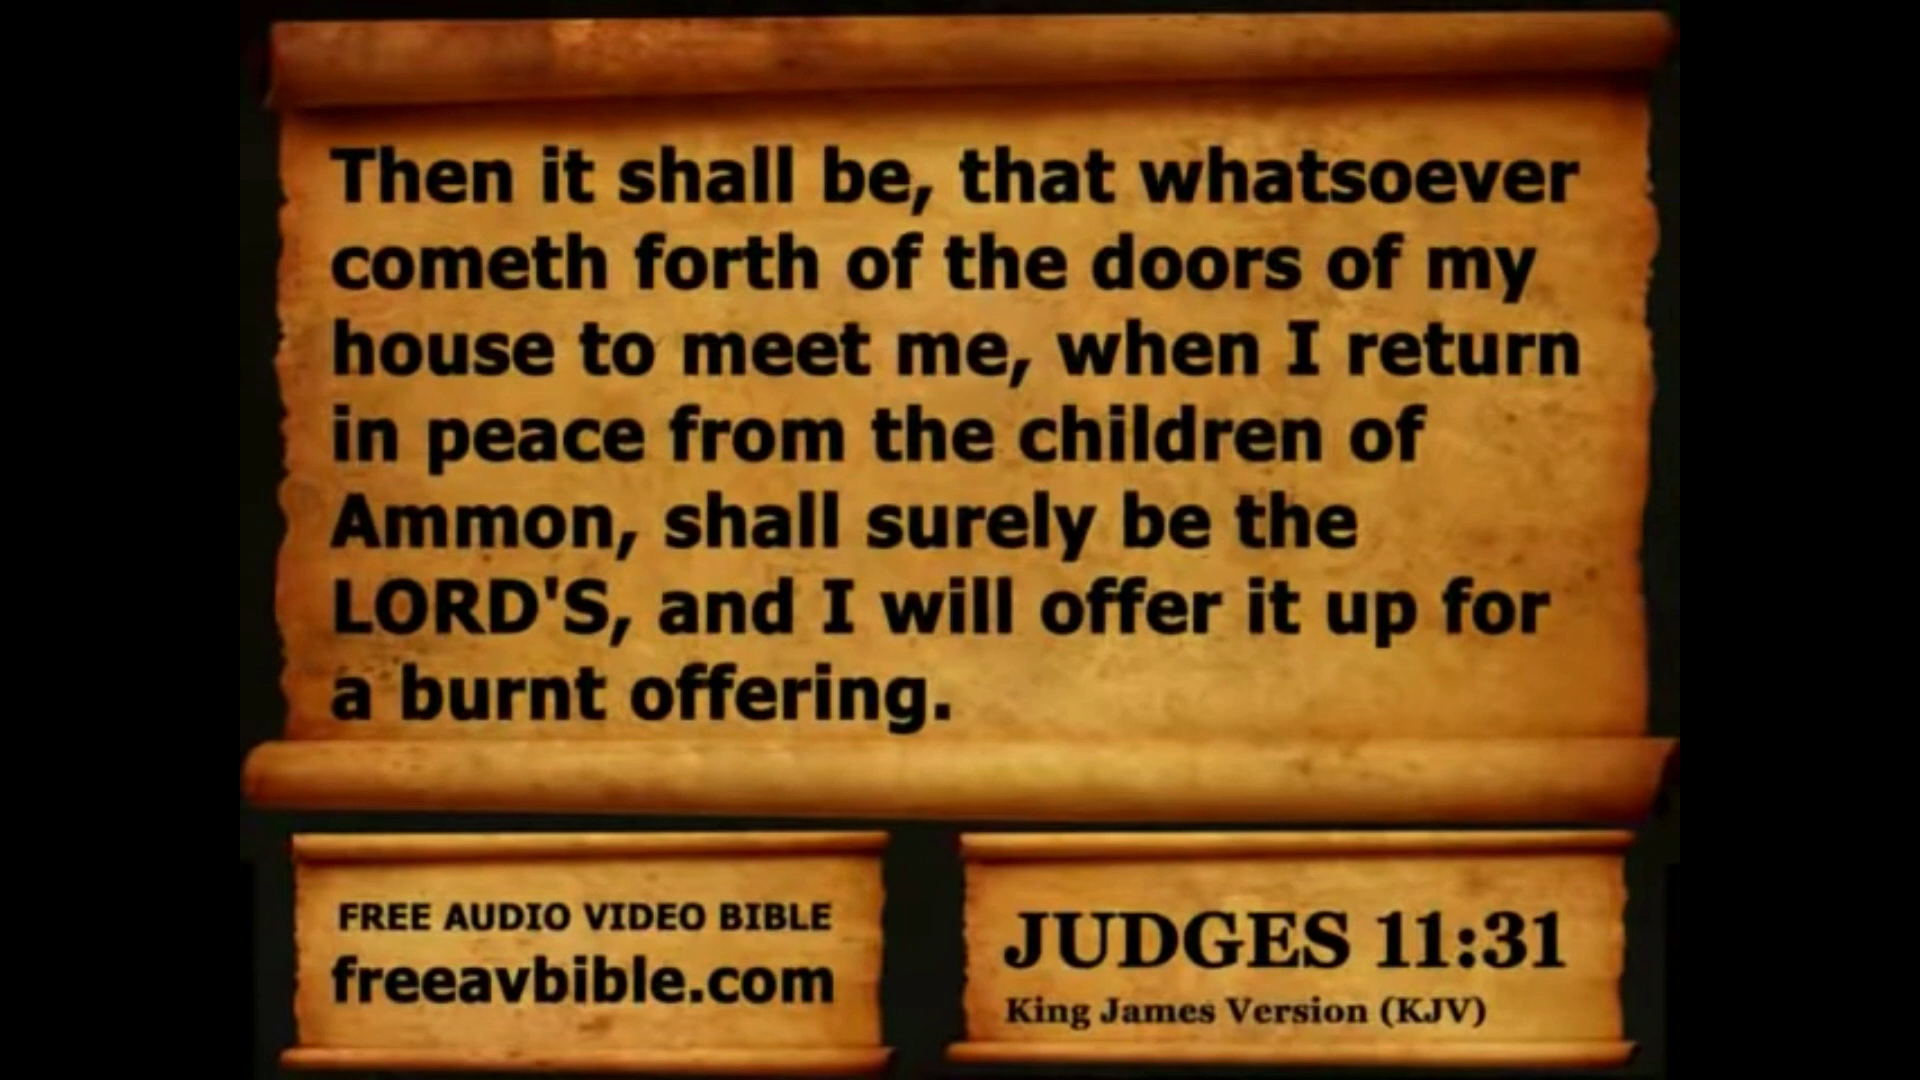 Then it shall be, that whatsoever
cometh forth of the doors of my
house to meet me, when I return
in peace from the children of
Ammon, shall surely be the
LORD'S, and I will offer it up for
a burnt offering.
FREE AUDIO VIDEO BIBLE
freeavbible.com
JUDGES 11:31
King James Version (KJV)